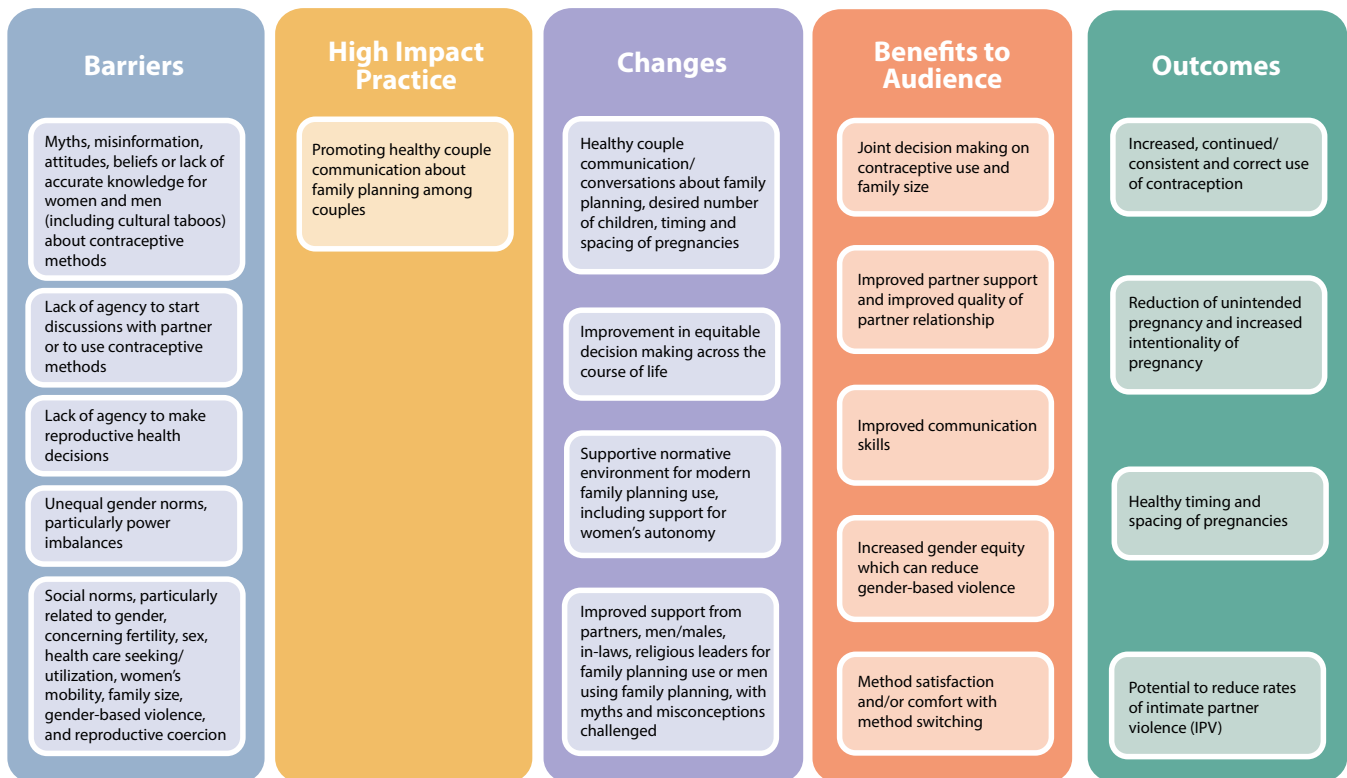 Barriers
Myths, misinformation,
attitudes, beliefs or lack of
accurate knowledge for
women and men
(including cultural taboos)
about contraceptive
methods
Lack of agency to start
discussions with partner
or to use contraceptive
methods
Lack of agency to make
reproductive health
decisions
Unequal gender norms,
particularly power
imbalances
Social norms, particularly
related to gender,
concerning fertility, sex,
health care seeking/
utilization, women’s
mobility, family size,
gender-based violence,
and reproductive coercion
High Impact
Practice
Promoting healthy couple
communication about
family planning among
couples
Changes
Healthy couple
communication/
conversations about family
planning, desired number
of children, timing and
spacing of pregnancies
Improvement in equitable
decision making across the
course of life
Supportive normative
environment for modern
family planning use,
including support for
women’s autonomy
Improved support from
partners, men/males,
in-laws, religious leaders for
family planning use or men
using family planning, with
myths and misconceptions
challenged
Benefits to
Audience
Joint decision making on
contraceptive use and
family size
Improved partner support
and improved quality of
partner relationship
Improved communication
skills
Increased gender equity
which can reduce
gender-based violence
Method satisfaction
and/or comfort with
method switching
Outcomes
Increased, continued/
consistent and correct use
of contraception
Reduction of unintended
pregnancy and increased
intentionality of
pregnancy
Healthy timing and
spacing of pregnancies
Potential to reduce rates
of intimate partner
violence (IPV)